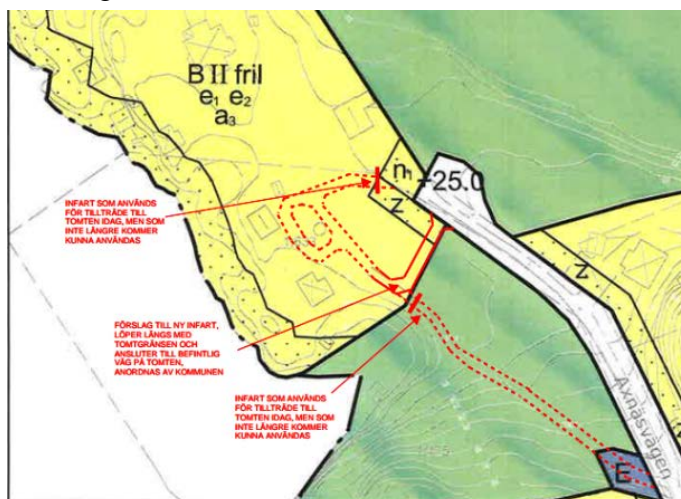 B II fril
e₁ e₂
a₃
n₁
+25.0
z
z
INFART SOM ANVÄNDS
FÖR TILLTRÄDE TILL
TOMTEN IDAG, MEN SOM
INTE LÄNGRE KOMMER
KUNNA ANVÄNDAS
FÖRSLAG TILL NY INFART,
LÖPER LÄNGS MED
TOMTGRÄNSEN OCH
ANSLUTER TILL BEFINTLIG
VÄG PÅ TOMTEN,
ANORDNAS AV KOMMUNEN
INFART SOM ANVÄNDS
FÖR TILLTRÄDE TILL
TOMTEN IDAG, MEN SOM
INTE LÄNGRE KOMMER
KUNNA ANVÄNDAS
Axnäsvägen
E